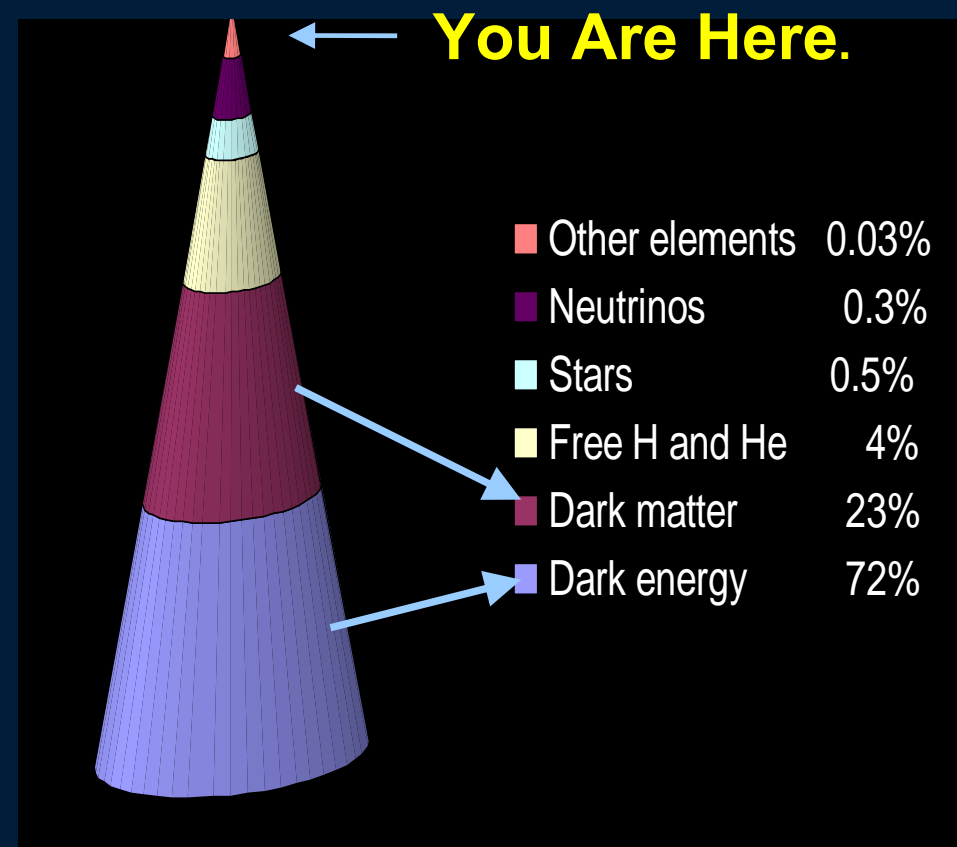 You Are Here.
Other elements 0.03%
Neutrinos 0.3%
Stars 0.5%
Free H and He 4%
Dark matter 23%
Dark energy 72%